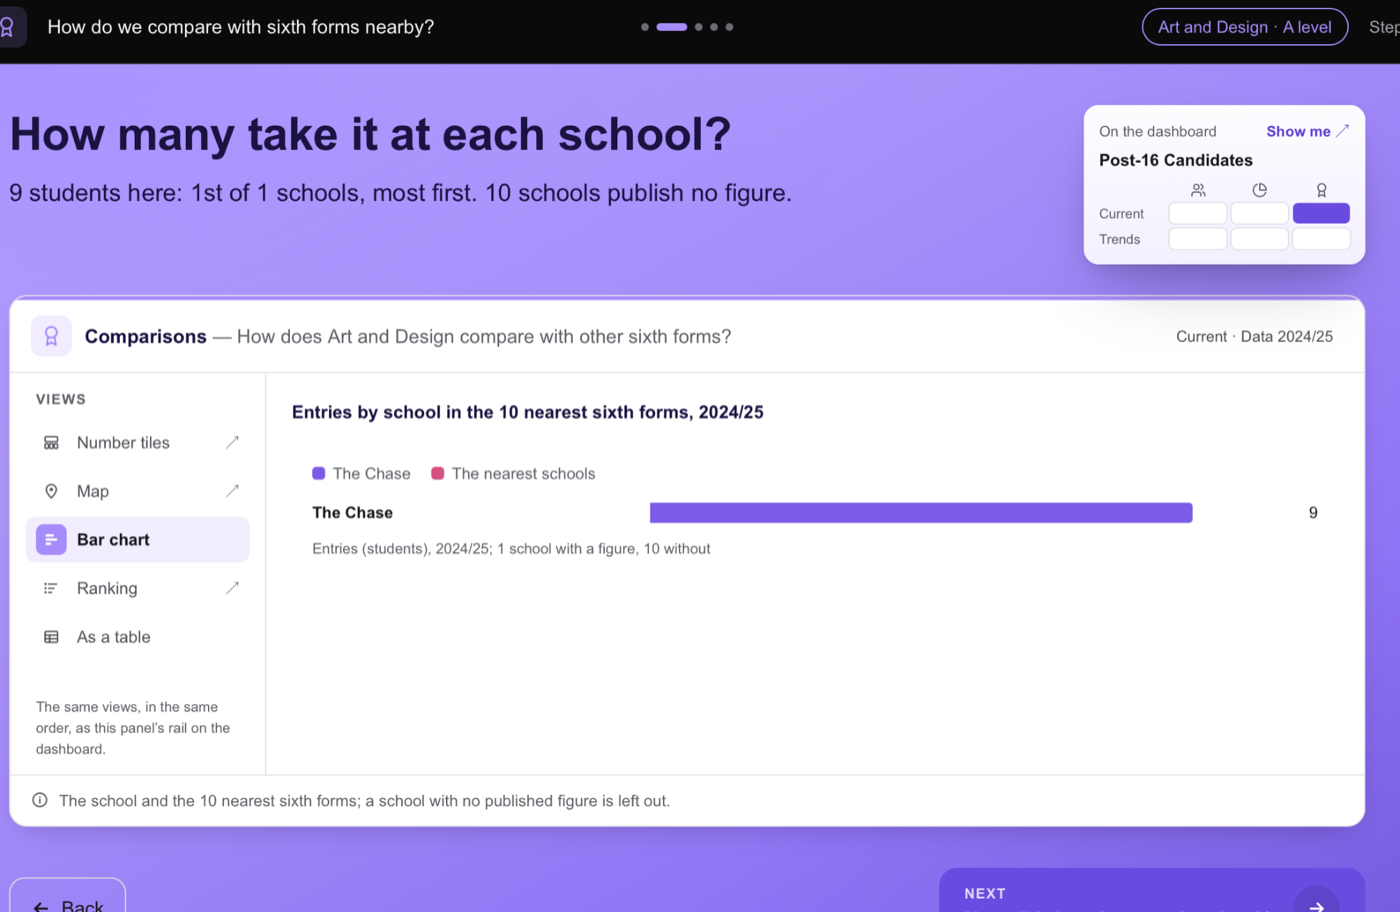 How do we compare with sixth forms nearby?
Art and Design · A level
Step
How many take it at each school?
9 students here: 1st of 1 schools, most first. 10 schools publish no figure.
On the dashboard
Show me
Post-16 Candidates
Current
Trends
Comparisons — How does Art and Design compare with other sixth forms?
Current · Data 2024/25
VIEWS
Number tiles
Map
Bar chart
Ranking
As a table
The same views, in the same
order, as this panel's rail on the
dashboard.
Entries by school in the 10 nearest sixth forms, 2024/25
The Chase
The nearest schools
The Chase
9
Entries (students), 2024/25; 1 school with a figure, 10 without
The school and the 10 nearest sixth forms; a school with no published figure is left out.
Back
NEXT